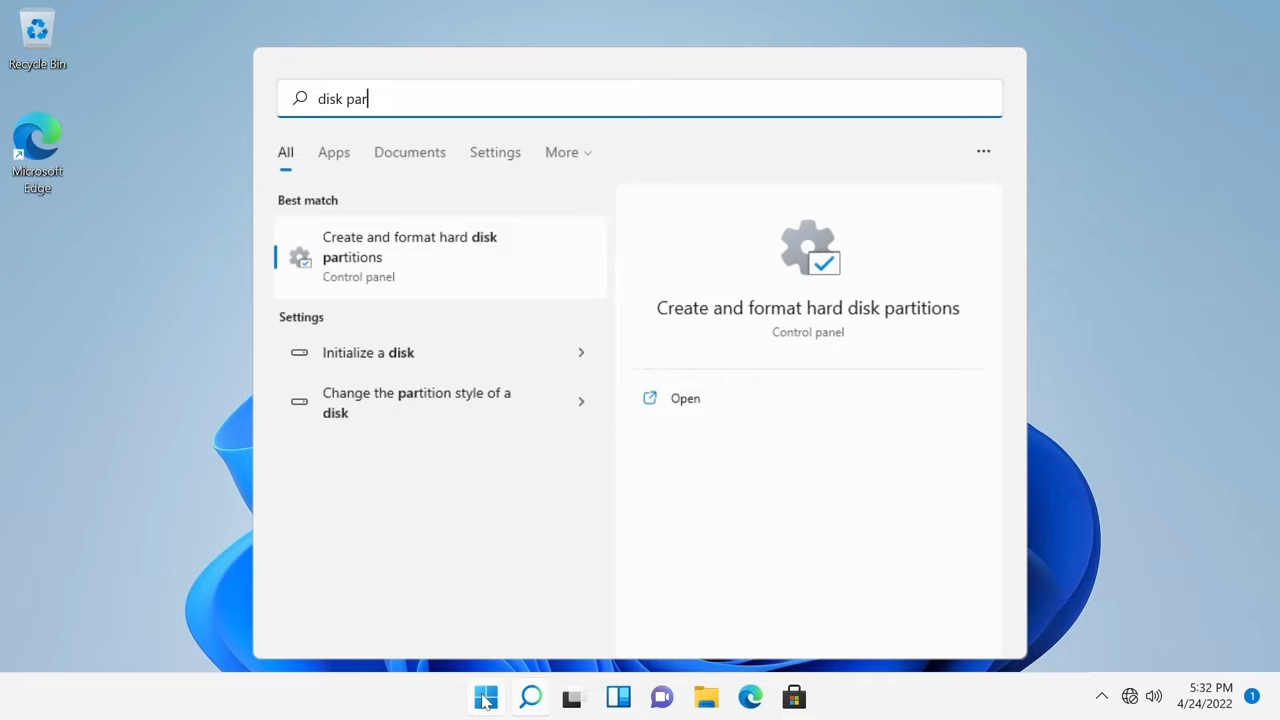 Recycle Bin
Microsoft
Edge
disk par
All Apps Documents Settings More
Best match
Create and format hard disk
partitions
Control panel
Settings
Initialize a disk
Change the partition style of a
disk
Create and format hard disk partitions
Control panel
Open
5:32 PM
4/24/2022
1